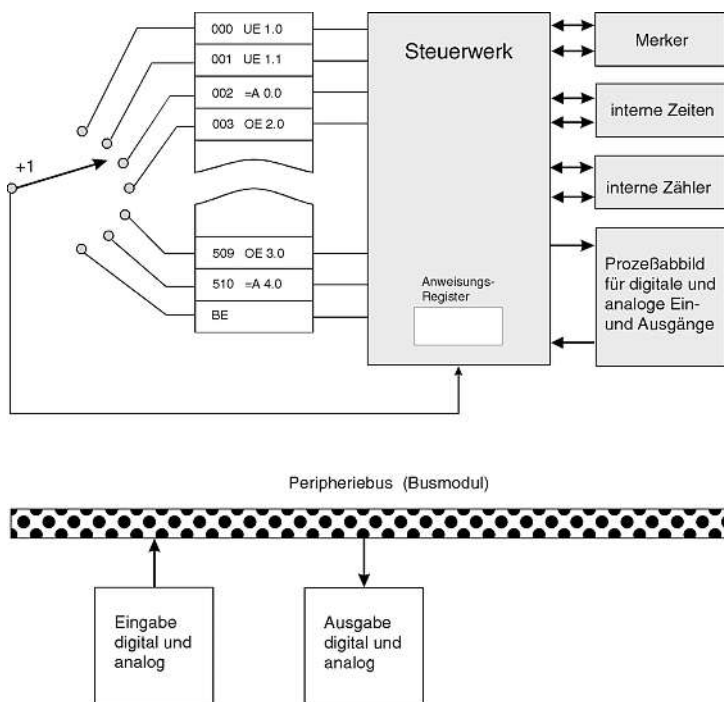 000 UE 1.0
001 UE 1.1
002 =A 0.0
003 OE 2.0
509 OE 3.0
510 =A 4.0
BE
+1
Steuerwerk
Anweisungs-
Register
Merker
interne Zeiten
interne Zähler
Prozeßabbild
für digitale und
analoge Ein-
und Ausgänge
Peripheriebus (Busmodul)
Eingabe
digital und
analog
Ausgabe
digital und
analog